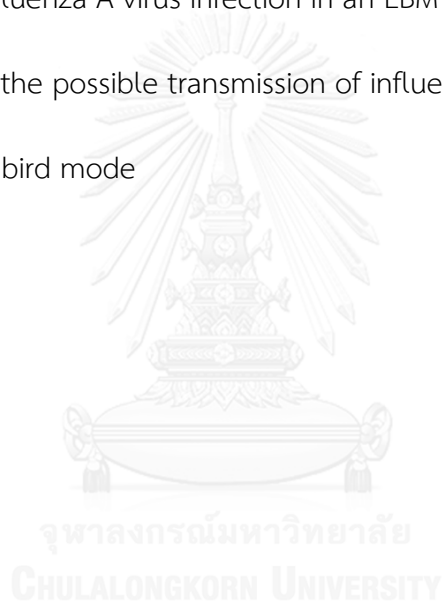 luenza A virus infection in an EBM
the possible transmission of influe
bird mode
จุฬาลงกรณ์มหาวิทยาลัย
CHULALONGKORN UNIVERSITY